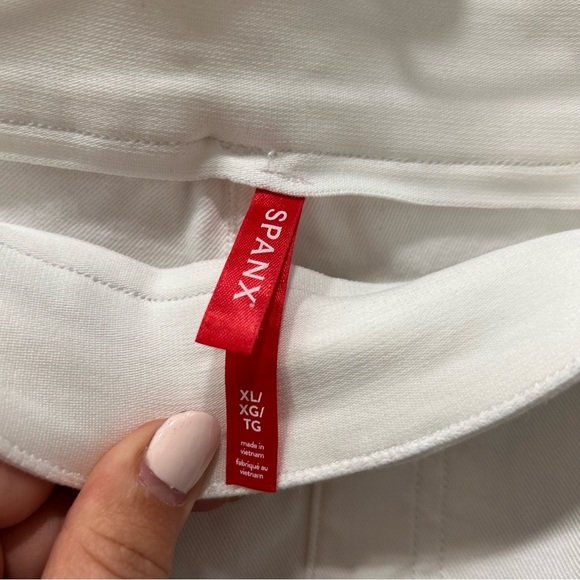 SPANX®
XL/
XG/
TG
made in
vietnam
fabriqué au
vietnam